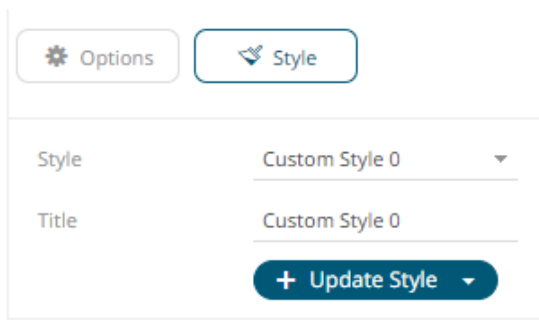 Options Style
Style Custom Style 0
Title Custom Style 0
+ Update Style